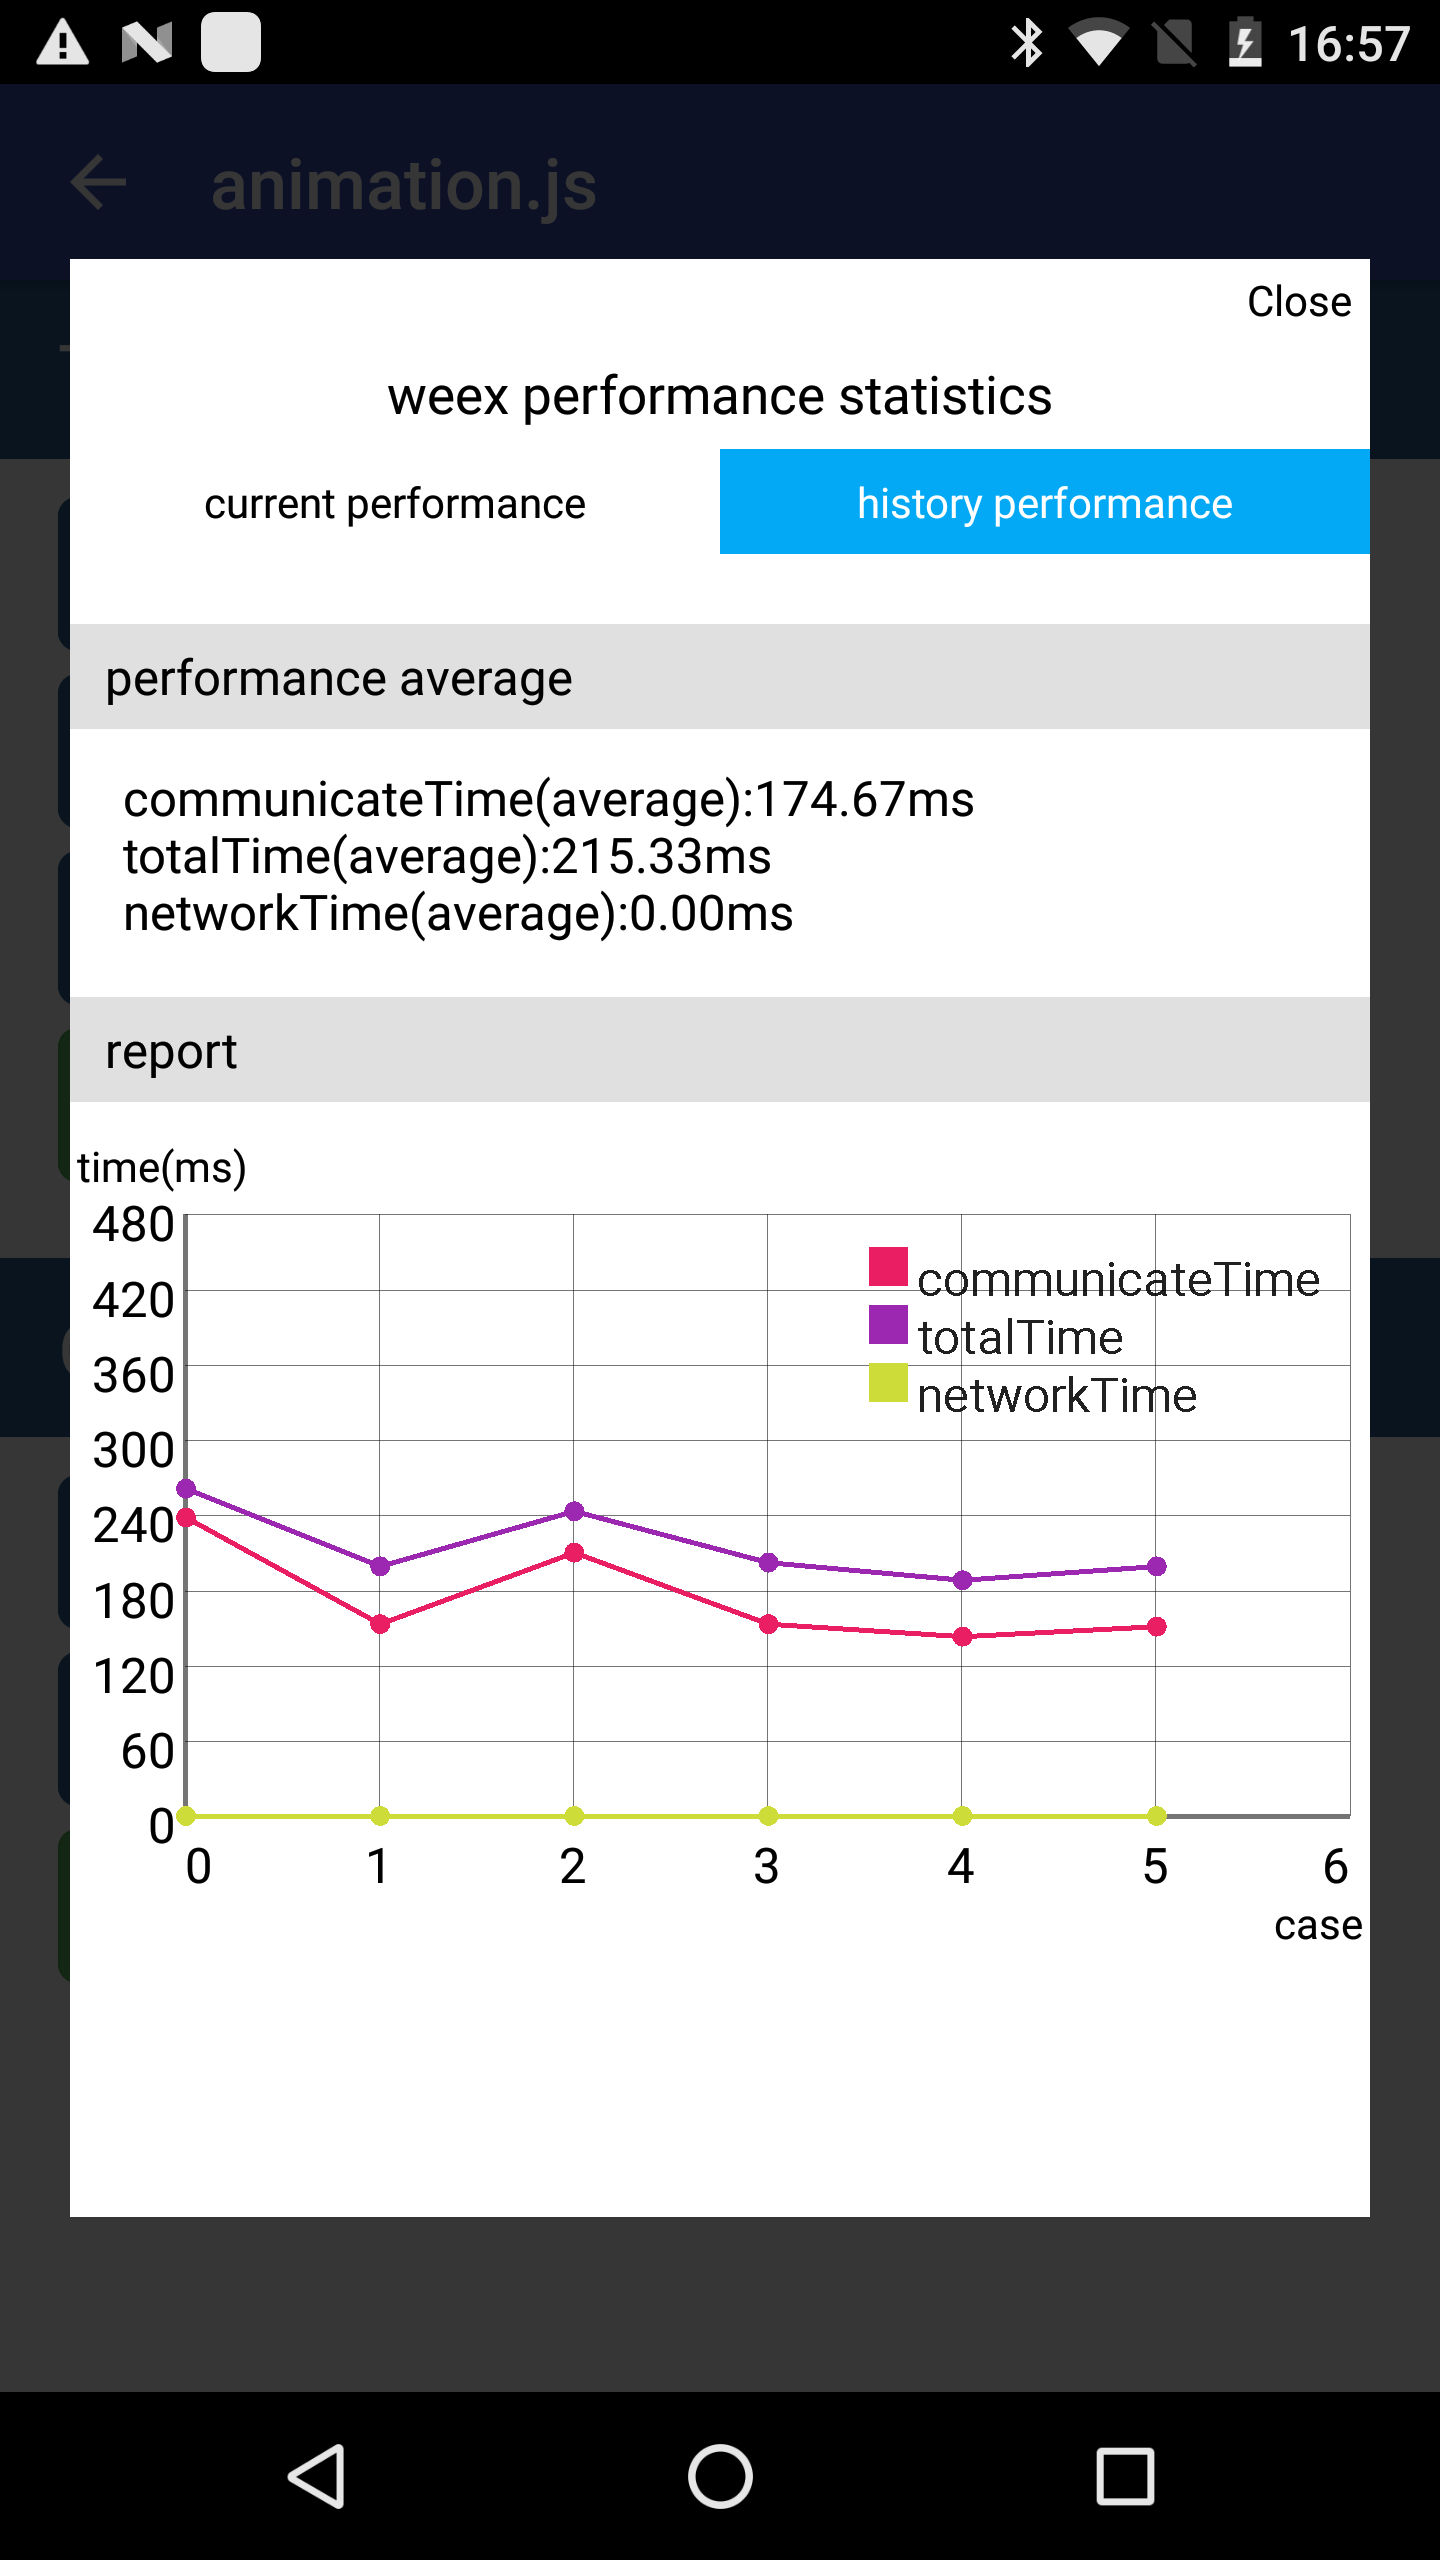 16:57
animation.js
Close
weex performance statistics
current performance
history performance
performance average
communicateTime(average):174.67ms
totalTime(average):215.33ms
networkTime(average):0.00ms
report
time(ms)
480
420
360
300
240
180
120
60
0
communicateTime
totalTime
networkTime
0 1 2 3 4 5 6
case